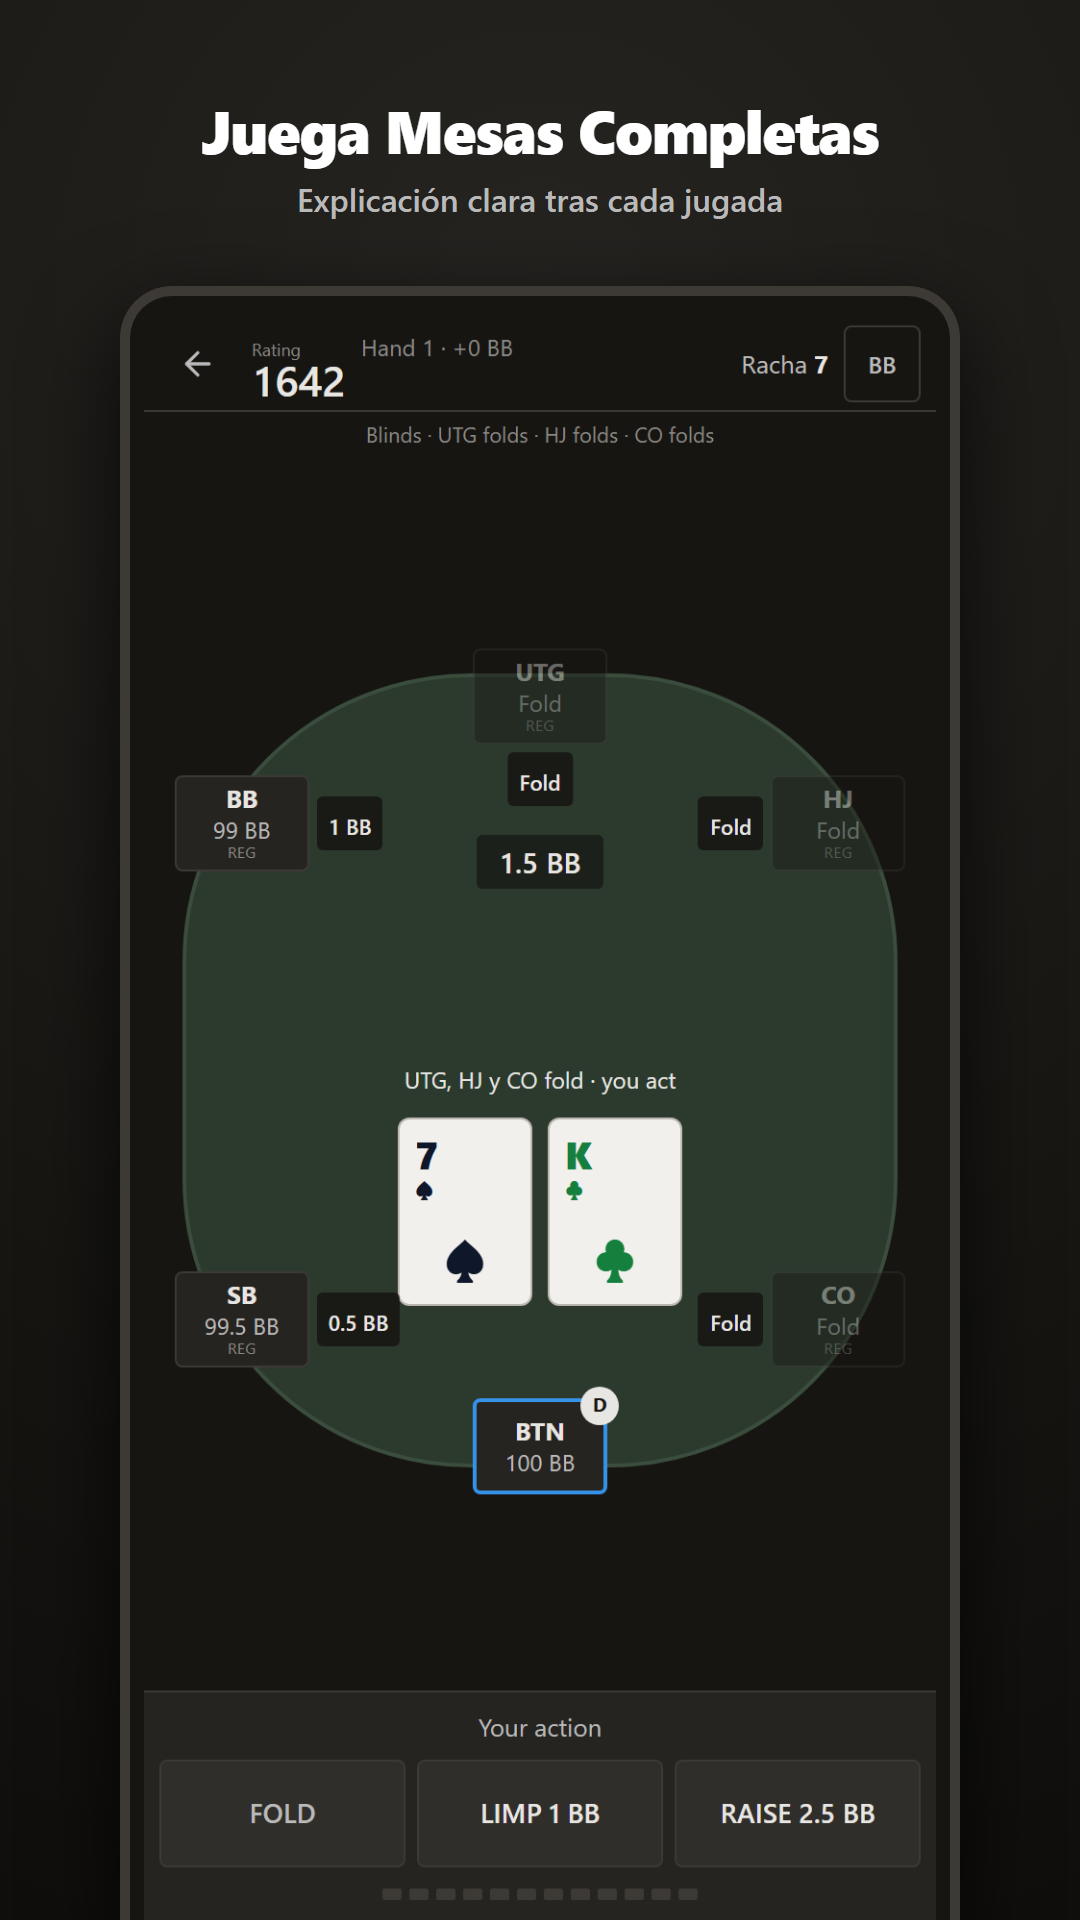 Juega Mesas Completas
Explicación clara tras cada jugada
Rating
1642
Hand 1 · +0 BB
Racha 7
BB
Blinds · UTG folds · HJ folds · CO folds
UTG
Fold
REG
Fold
BB
99 BB
REG
1 BB
Fold
HJ
Fold
REG
1.5 BB
UTG, HJ y CO fold · you act
7
K
SB
99.5 BB
REG
0.5 BB
Fold
CO
Fold
REG
D
BTN
100 BB
Your action
FOLD
LIMP 1 BB
RAISE 2.5 BB